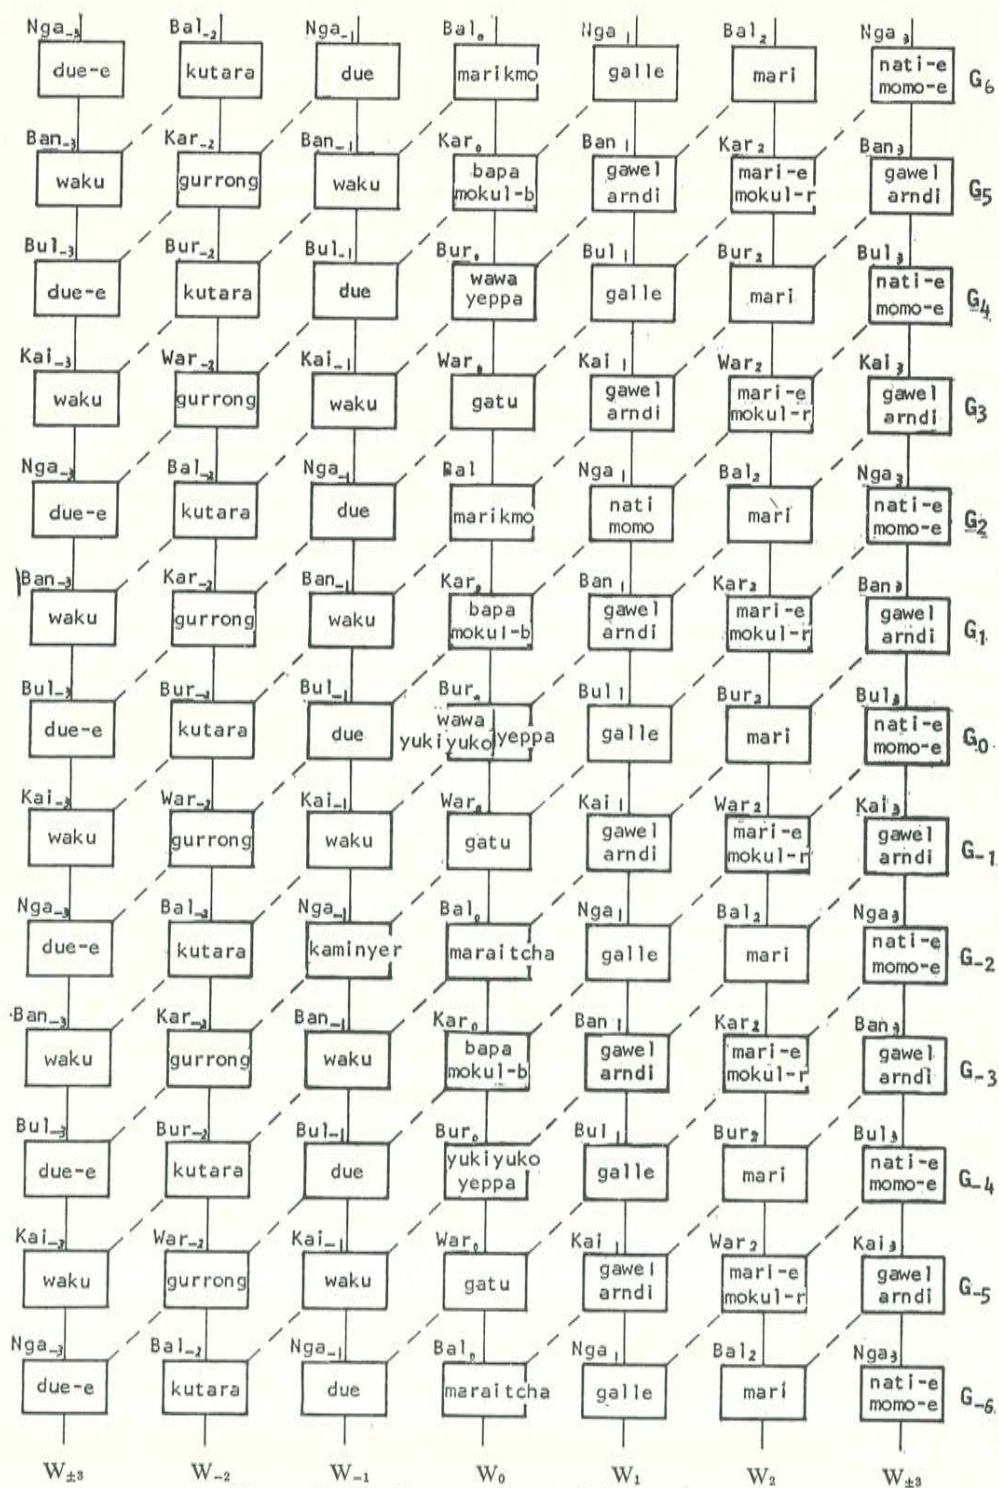 Nga₋₃ Bal₋₂ Nga₋₁ Bal₀ Nga₁ Bal₂ Nga₃
due-e kutara due marikmo galle mari nati-e momo-e G₆
Ban₋₃ Kar₋₂ Ban₋₁ Kar₀ Ban₁ Kar₂ Ban₃
waku gurrong waku bapa mokul-b gawel arndi mari-e mokul-r gawel arndi G₅
Bul₋₃ Bur₋₂ Bul₋₁ Bur₀ Bul₁ Bur₂ Bul₃
due-e kutara due wawa yeppa galle mari nati-e momo-e G₄
Kai₋₃ War₋₂ Kai₋₁ War₀ Kai₁ War₂ Kai₃
waku gurrong waku gatu gawel arndi mari-e mokul-r gawel arndi G₃
Nga₋₃ Bal₋₂ Nga₋₁ Bal Nga₁ Bal₂ Nga₃
due-e kutara due marikmo nati momo mari nati-e momo-e G₂
Ban₋₃ Kar₋₂ Ban₋₁ Kar₀ Ban₁ Kar₂ Ban₃
waku gurrong waku bapa mokul-b gawel arndi mari-e mokul-r gawel arndi G₁
Bul₋₃ Bur₋₂ Bul₋₁ Bur₀ Bul₁ Bur₂ Bul₃
due-e kutara due wawa yukiyuko yeppa galle mari nati-e momo-e G₀
Kai₋₃ War₋₂ Kai₋₁ War₀ Kai₁ War₂ Kai₃
waku gurrong waku gatu gawel arndi mari-e mokul-r gawel arndi G₋₁
Nga₋₃ Bal₋₂ Nga₋₁ Bal₀ Nga₁ Bal₂ Nga₃
due-e kutara kaminyer maraitcha galle mari nati-e momo-e G₋₂
Ban₋₃ Kar₋₂ Ban₋₁ Kar₀ Ban₁ Kar₂ Ban₃
waku gurrong waku bapa mokul-b gawel arndi mari-e mokul-r gawel arndi G₋₃
Bul₋₃ Bur₋₂ Bul₋₁ Bur₀ Bul₁ Bur₂ Bul₃
due-e kutara due yukiyuko yeppa galle mari nati-e momo-e G₋₄
Kai₋₃ War₋₂ Kai₋₁ War₀ Kai₁ War₂ Kai₃
waku gurrong waku gatu gawel arndi mari-e mokul-r gawel arndi G₋₅
Nga₋₃ Bal₋₂ Nga₋₁ Bal₀ Nga₁ Bal₂ Nga₃
due-e kutara due maraitcha galle mari nati-e momo-e G₋₆
W±₃ W₋₂ W₋₁ W₀ W₁ W₂ W±₃